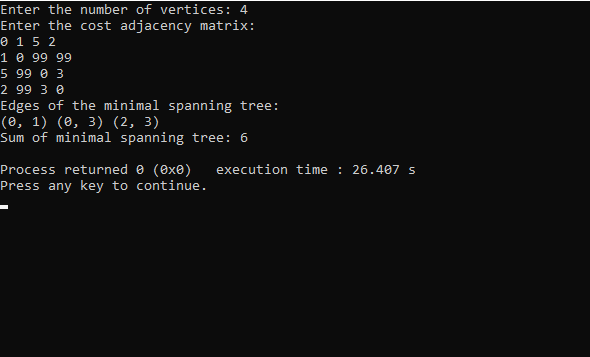 Enter the number of vertices: 4
Enter the cost adjacency matrix:
0 1 5 2
1 0 99 99
5 99 0 3
2 99 3 0
Edges of the minimal spanning tree:
(0, 1) (0, 3) (2, 3)
Sum of minimal spanning tree: 6
Process returned 0 (0x0)   execution time : 26.407 s
Press any key to continue.